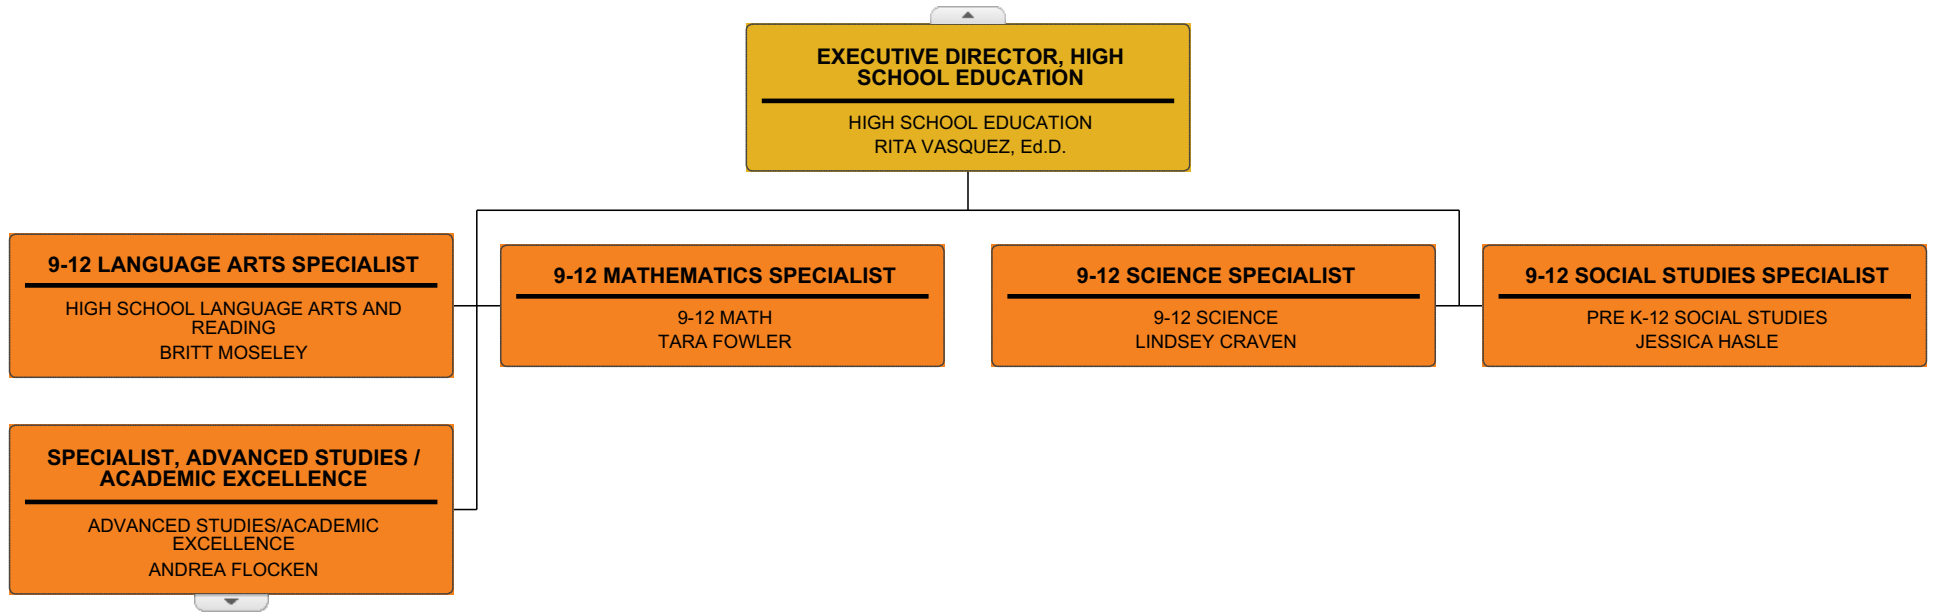 EXECUTIVE DIRECTOR, HIGH
SCHOOL EDUCATION
HIGH SCHOOL EDUCATION
RITA VASQUEZ, Ed.D.
9-12 LANGUAGE ARTS SPECIALIST
HIGH SCHOOL LANGUAGE ARTS AND
READING
BRITT MOSELEY
9-12 MATHEMATICS SPECIALIST
9-12 MATH
TARA FOWLER
9-12 SCIENCE SPECIALIST
9-12 SCIENCE
LINDSEY CRAVEN
9-12 SOCIAL STUDIES SPECIALIST
PRE K-12 SOCIAL STUDIES
JESSICA HASLE
SPECIALIST, ADVANCED STUDIES /
ACADEMIC EXCELLENCE
ADVANCED STUDIES/ACADEMIC
EXCELLENCE
ANDREA FLOCKEN